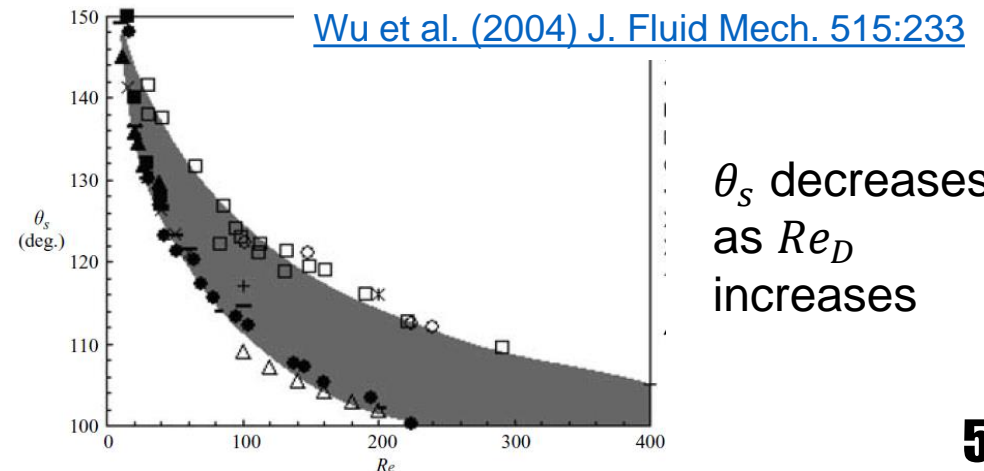 Wu et al. (2004) J. Fluid Mech. 515:233
150
140
130
120
110
100
θs
(deg.)
0
100
200
300
400
Re
θs decreases
as ReD
increases
5